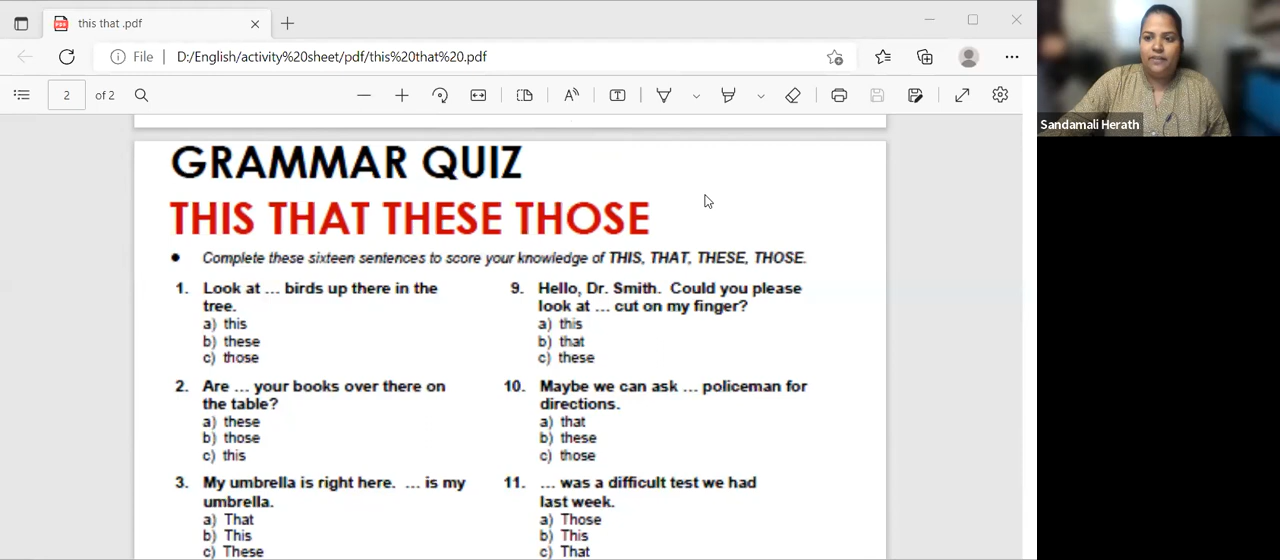 this that .pdf
File
D:/English/activity%20sheet/pdf/this%20that%20.pdf
2
of 2
Sandamali Herath
GRAMMAR QUIZ
THIS THAT THESE THOSE
• Complete these sixteen sentences to score your knowledge of THIS, THAT, THESE, THOSE.
1. Look at ... birds up there in the
tree.
a) this
b) these
c) those
2. Are ... your books over there on
the table?
a) these
b) those
c) this
3. My umbrella is right here. ... is my
umbrella.
a) That
b) This
c) These
9. Hello, Dr. Smith. Could you please
look at ... cut on my finger?
a) this
b) that
c) these
10. Maybe we can ask ... policeman for
directions.
a) that
b) these
c) those
11. ... was a difficult test we had
last week.
a) Those
b) This
c) That